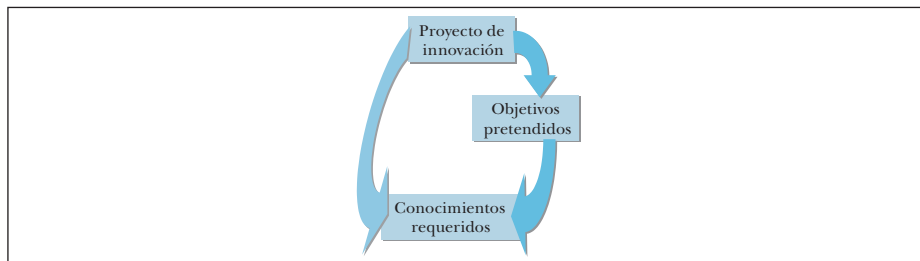 Proyecto de
innovación
Objetivos
pretendidos
Conocimientos
requeridos